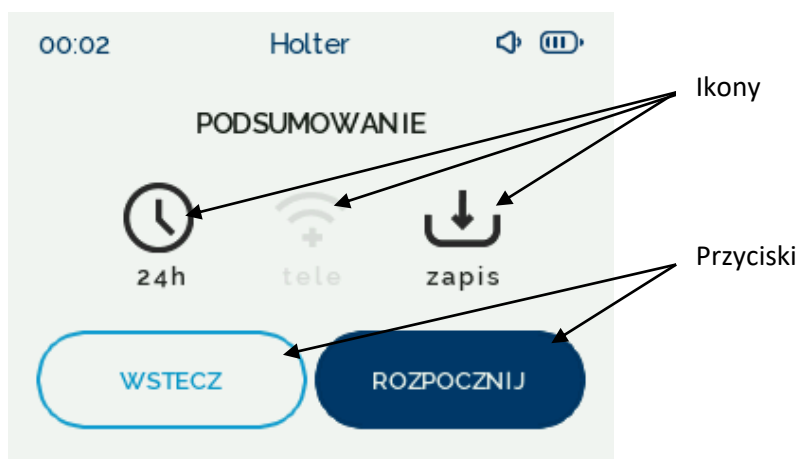 00:02 Holter
Ikony
PODSUMOWANIE
24h tele zapis
Przyciski
WSTECZ ROZPOCZNIJ